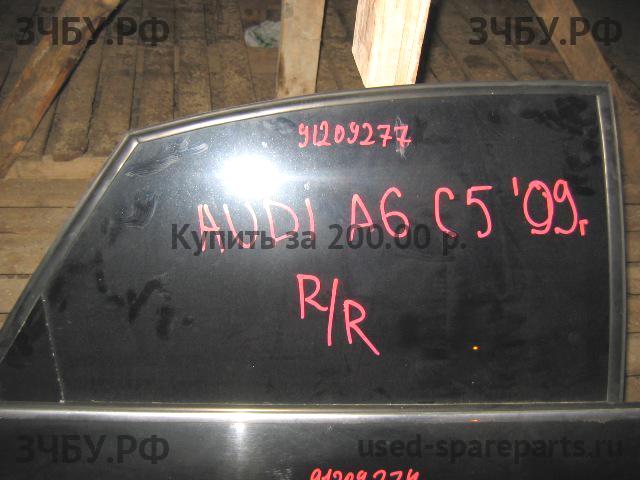 ЗЧБУ.РФ
ЗЧБУ.РФ
91209277
AUDI A6 C5 '99г
Купить за 200.00 р.
R/R
ЗЧБУ.РФ
used-spareparts.ru